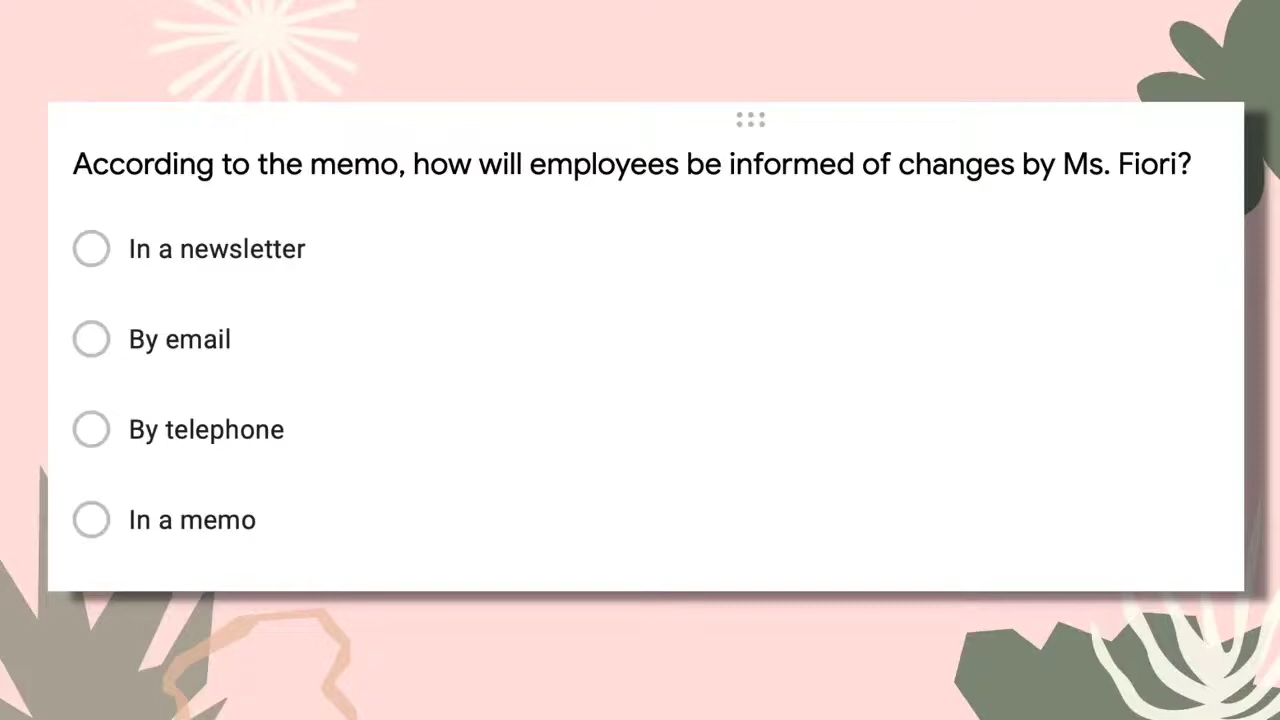 According to the memo, how will employees be informed of changes by Ms. Fiori?
In a newsletter
By email
By telephone
In a memo